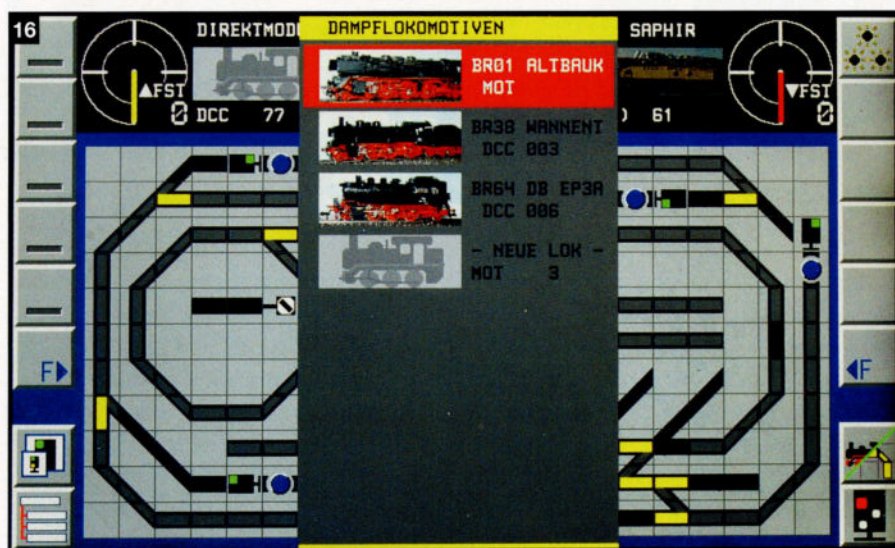 16
DIREKTMOD
DAMPFLOKOMOTIVEN
SAPHIR
▲FST
0
DCC 77
BR01 ALTBAUK
MOT
BR38 WANNENT
DCC 003
BR64 DB EP3A
DCC 006
- NEUE LOK -
MOT 3
61
▼FST
0
F▶
◀F